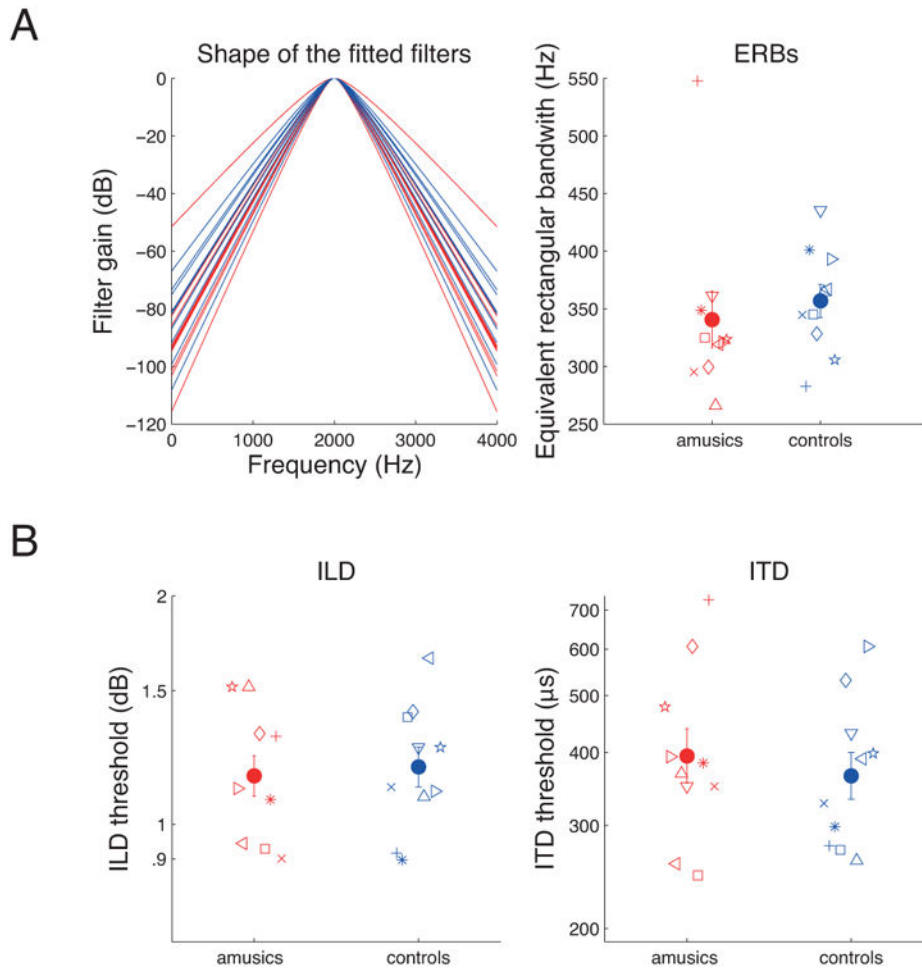 A
Shape of the fitted filters
Filter gain (dB)
0
−20
−40
−60
−80
−100
−120
0 1000 2000 3000 4000
Frequency (Hz)
ERBs
Equivalent rectangular bandwith (Hz)
550
500
450
400
350
300
250
amusics controls
B
ILD
ILD threshold (dB)
2
1.5
1
.9
amusics controls
ITD
ITD threshold (µs)
700
600
500
400
300
200
amusics controls